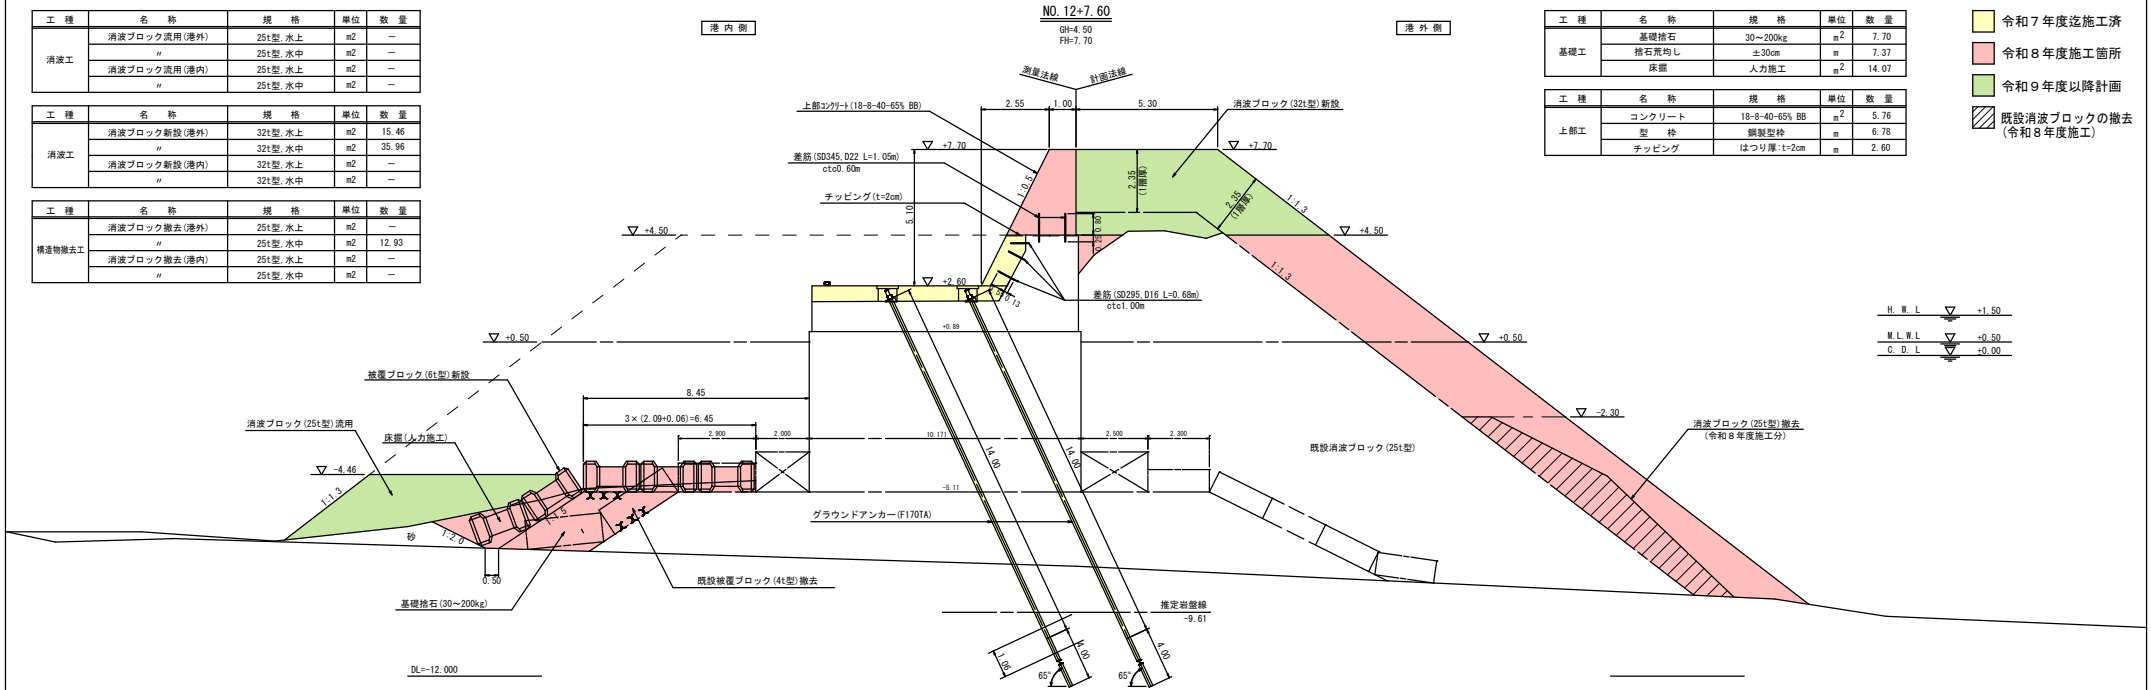 工 種 名 称 規 格 単位 数 量
消波工 消波ブロック流用(港外) 25t型,水上 m2 －
〃 25t型,水中 m2 －
消波ブロック流用(港内) 25t型,水上 m2 －
〃 25t型,水中 m2 －
工 種 名 称 規 格 単位 数 量
消波工 消波ブロック新設(港外) 32t型,水上 m2 15.46
〃 32t型,水中 m2 35.96
消波ブロック新設(港内) 32t型,水上 m2 －
〃 32t型,水中 m2 －
工 種 名 称 規 格 単位 数 量
構造物撤去工 消波ブロック撤去(港外) 25t型,水上 m2 －
〃 25t型,水中 m2 12.93
消波ブロック撤去(港内) 25t型,水上 m2 －
〃 25t型,水中 m2 －
港内側
NO.12+7.60
GH=4.50
FH=7.70
港外側
工 種 名 称 規 格 単位 数 量
基礎工 基礎捨石 30～200kg m2 7.70
捨石荒均し ±30cm m 7.37
床掘 人力施工 m2 14.07
工 種 名 称 規 格 単位 数 量
上部工 コンクリート 18-8-40-65% BB m2 5.76
型 枠 鋼製型枠 m 6.78
チッピング はつり厚:t=2cm m 2.60
令和７年度迄施工済
令和８年度施工箇所
令和９年度以降計画
既設消波ブロックの撤去
(令和８年度施工)
測量法線
計画法線
2.55
1.00
5.30
上部コンクリート(18-8-40-65% BB)
消波ブロック(32t型)新設
+7.70
+7.70
差筋(SD345,D22 L=1.05m)
ctc0.60m
チッピング(t=2cm)
1:0.5
5.10
2.35
(1層厚)
2.35
(1層厚)
1:1.3
0.80
0.25
+4.50
+4.50
1:1.3
+2.60
0.13
差筋(SD295,D16 L=0.68m)
ctc1.00m
+0.89
+0.50
+0.50
H.W.L +1.50
M.L.W.L +0.50
C.D.L ±0.00
被覆ブロック(6t型)新設
8.45
消波ブロック(25t型)流用
3×(2.09+0.06)=6.45
床掘(人力施工)
2.900
2.000
10.171
2.500
2.300
既設消波ブロック(25t型)
-2.30
消波ブロック(25t型)撤去
(令和８年度施工分)
-4.46
1:1.3
14.00
14.00
-5.11
1:1.5
グラウンドアンカー(F170TA)
砂
1:2.0
0.50
既設被覆ブロック(4t型)撤去
基礎捨石(30～200kg)
推定岩盤線
-9.61
1.06
4.00
4.00
65°
65°
DL=-12.000